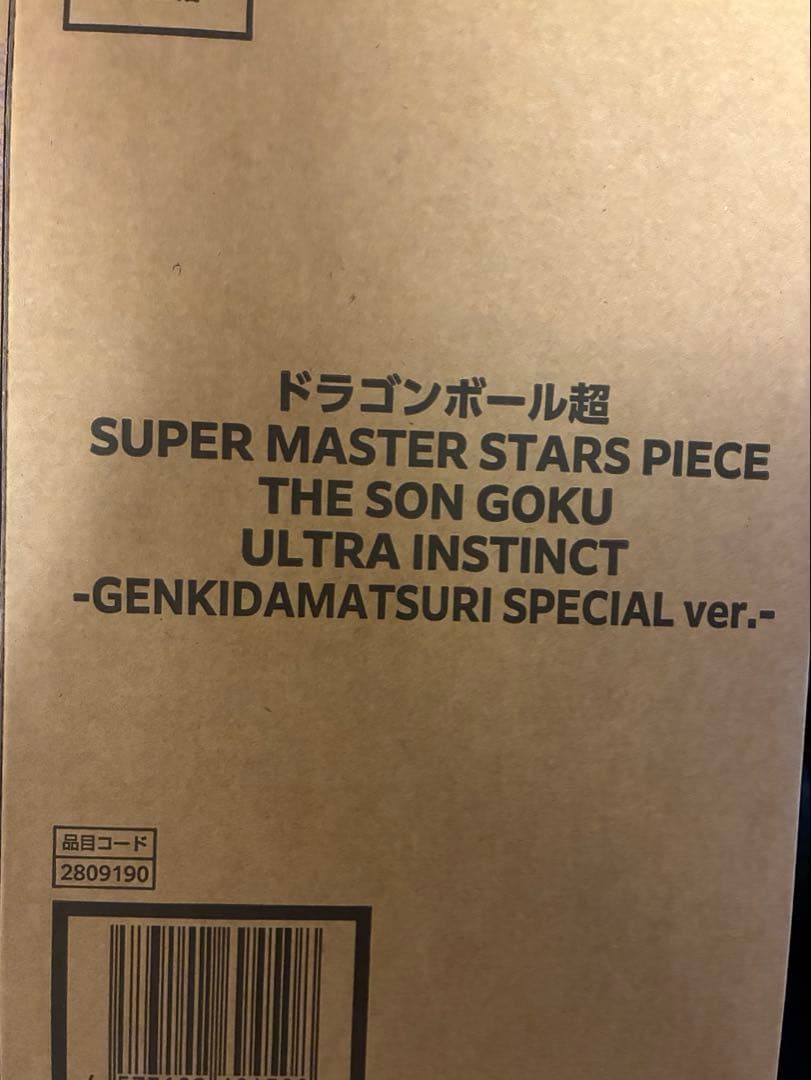 ドラゴンボール超
SUPER MASTER STARS PIECE
THE SON GOKU
ULTRA INSTINCT
-GENKIDAMATSURI SPECIAL ver.-
品目コード
2809190